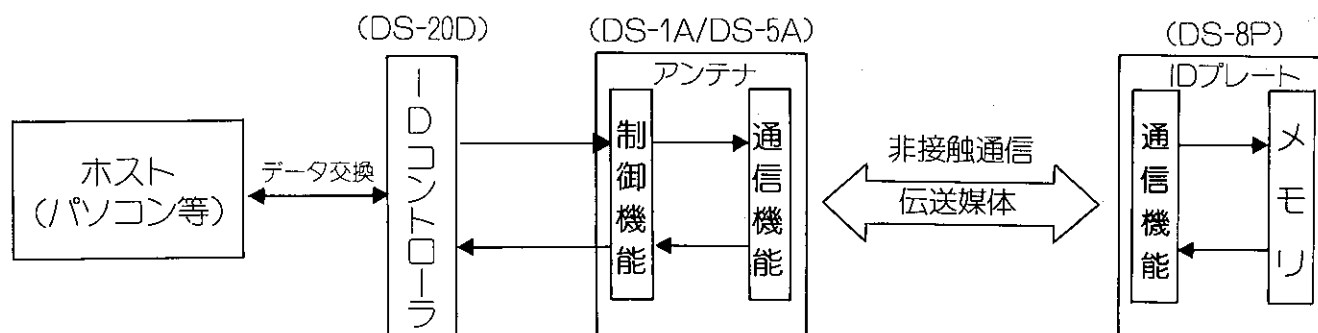 (DS-20D)
(DS-1A/DS-5A)
(DS-8P)
ホスト
(パソコン等)
データ交換
IDコントローラ
アンテナ
制御機能
通信機能
非接触通信
伝送媒体
IDプレート
通信機能
メモリ